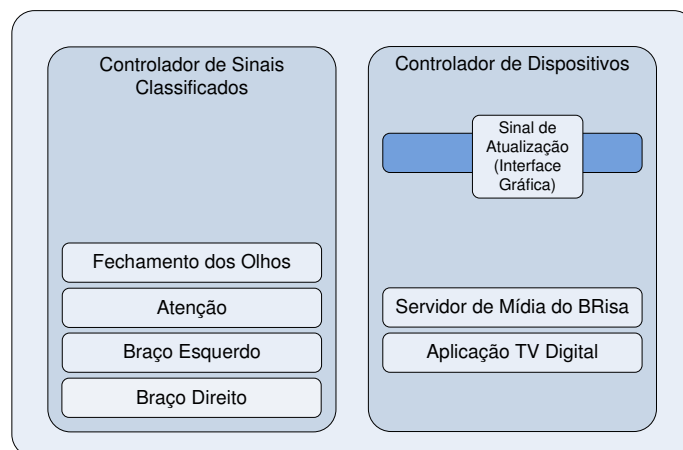 Controlador de Sinais
Classificados
Fechamento dos Olhos
Atenção
Braço Esquerdo
Braço Direito
Controlador de Dispositivos
Sinal de
Atualização
(Interface
Gráfica)
Servidor de Mídia do BRisa
Aplicação TV Digital